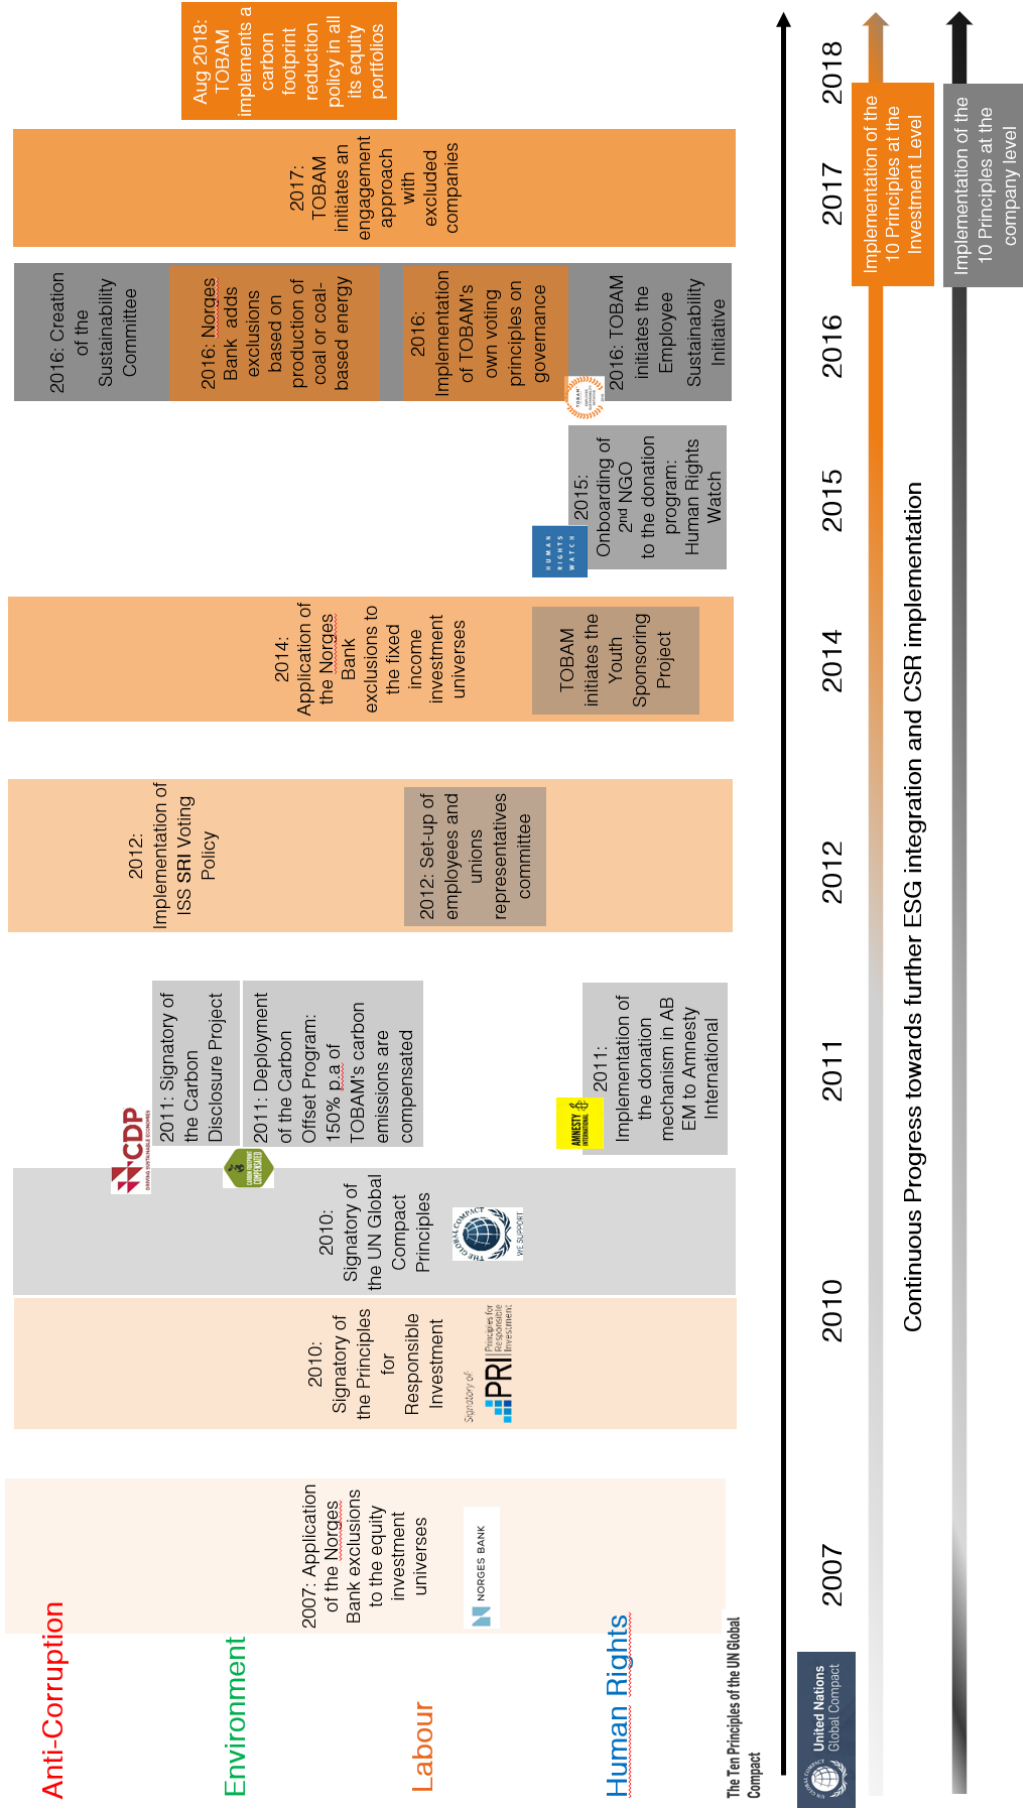 Anti-Corruption
Environment
Labour
Human Rights
The Ten Principles of the UN Global
Compact
2007: Application
of the Norges
Bank exclusions
to the equity
investment
universes
NORGES BANK
2010:
Signatory of
the Principles
for
Responsible
Investment
Signatory of:
PRI
Principles for
Responsible
Investment
2010:
Signatory of
the UN Global
Compact
Principles
THE GLOBAL COMPACT
WE SUPPORT
CDP
DRIVING SUSTAINABLE ECONOMIES
2011: Signatory of
the Carbon
Disclosure Project
CARBON FOOTPRINT
COMPENSATED
2011: Deployment
of the Carbon
Offset Program:
150% p.a of
TOBAM's carbon
emissions are
compensated
AMNESTY
INTERNATIONAL
2011:
Implementation of
the donation
mechanism in AB
EM to Amnesty
International
2012:
Implementation of
ISS SRI Voting
Policy
2012: Set-up of
employees and
unions
representatives
committee
2014:
Application of
the Norges
Bank
exclusions to
the fixed
income
investment
universes
TOBAM
initiates the
Youth
Sponsoring
Project
HUMAN
RIGHTS
WATCH
2015:
Onboarding of
2nd NGO
to the donation
program:
Human Rights
Watch
2016: Creation
of the
Sustainability
Committee
2016: Norges
Bank adds
exclusions
based on
production of
coal or coal-
based energy
2016:
Implementation
of TOBAM's
own voting
principles on
governance
TOBAM
2016: TOBAM
initiates the
Employee
Sustainability
Initiative
2017:
TOBAM
initiates an
engagement
approach
with
excluded
companies
Aug 2018:
TOBAM
implements a
carbon
footprint
reduction
policy in all
its equity
portfolios
UN GLOBAL COMPACT
United Nations
Global Compact
2007 2010 2011 2012 2014 2015 2016 2017 2018
Implementation of the
10 Principles at the
Investment Level
Continuous Progress towards further ESG integration and CSR implementation
Implementation of the
10 Principles at the
company level